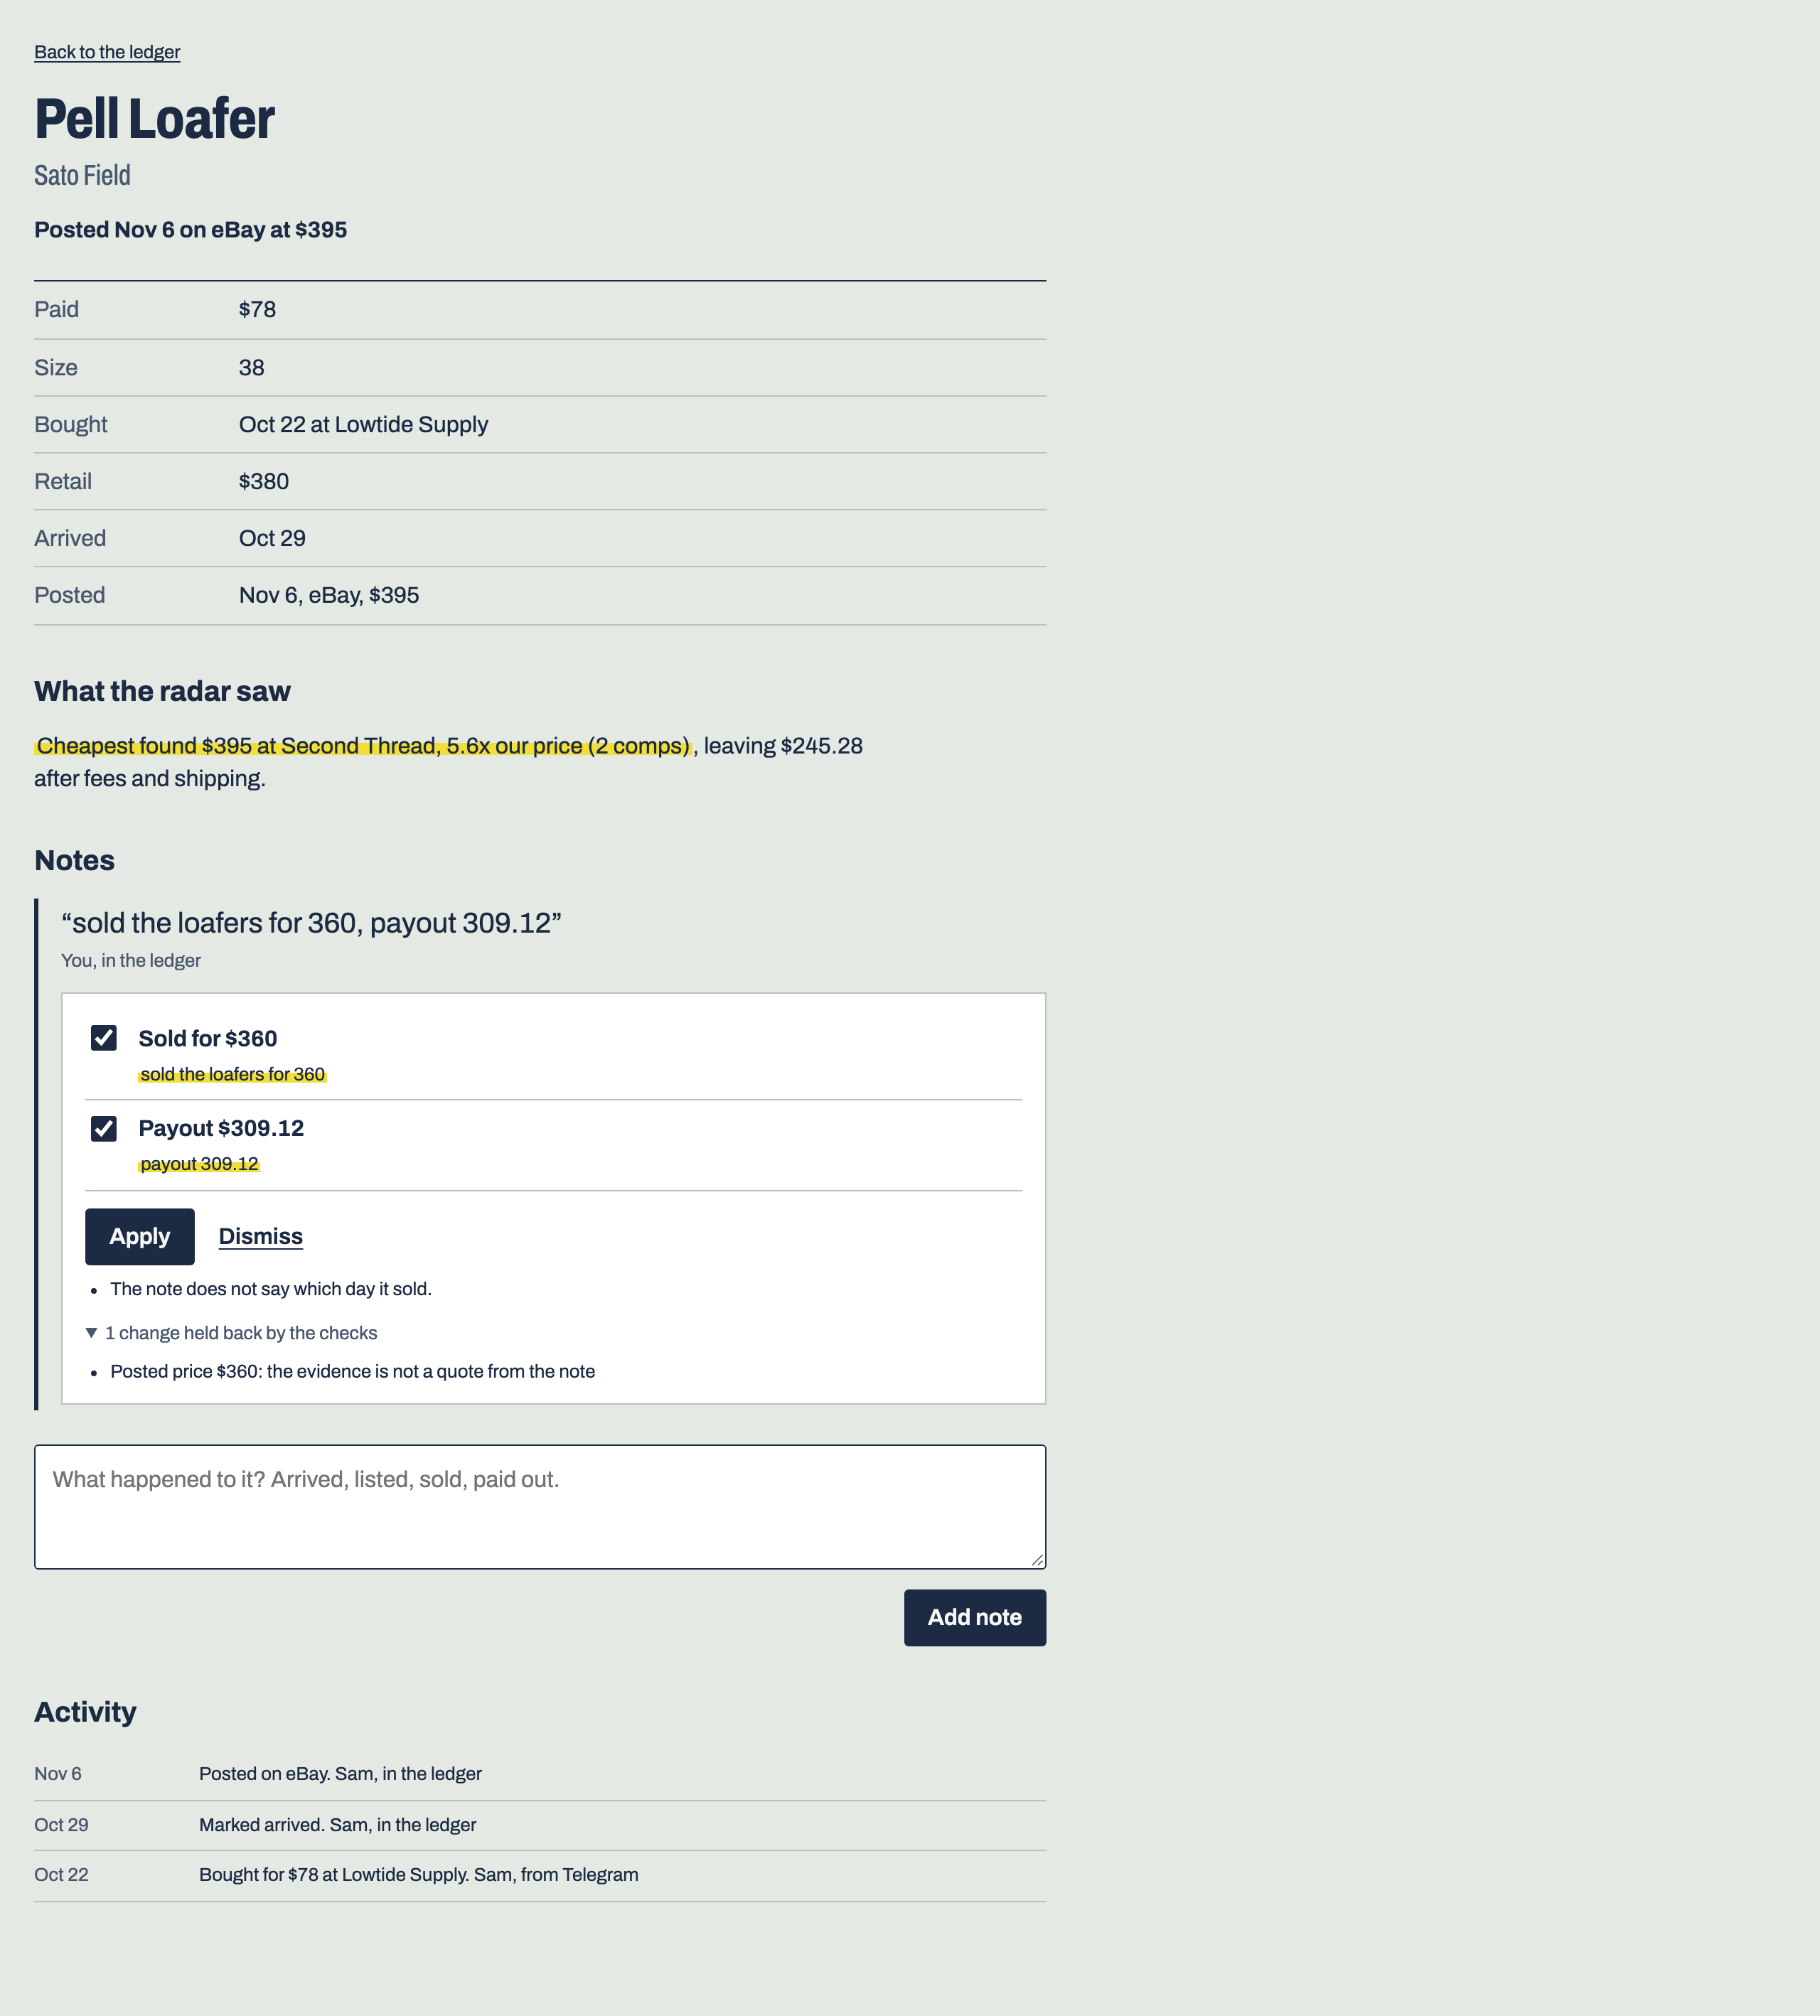 Back to the ledger
Pell Loafer
Sato Field
Posted Nov 6 on eBay at $395
Paid $78
Size 38
Bought Oct 22 at Lowtide Supply
Retail $380
Arrived Oct 29
Posted Nov 6, eBay, $395
What the radar saw
Cheapest found $395 at Second Thread, 5.6x our price (2 comps), leaving $245.28
after fees and shipping.
Notes
“sold the loafers for 360, payout 309.12”
You, in the ledger
Sold for $360
sold the loafers for 360
Payout $309.12
payout 309.12
Apply Dismiss
• The note does not say which day it sold.
▼ 1 change held back by the checks
• Posted price $360: the evidence is not a quote from the note
What happened to it? Arrived, listed, sold, paid out.
Add note
Activity
Nov 6 Posted on eBay. Sam, in the ledger
Oct 29 Marked arrived. Sam, in the ledger
Oct 22 Bought for $78 at Lowtide Supply. Sam, from Telegram